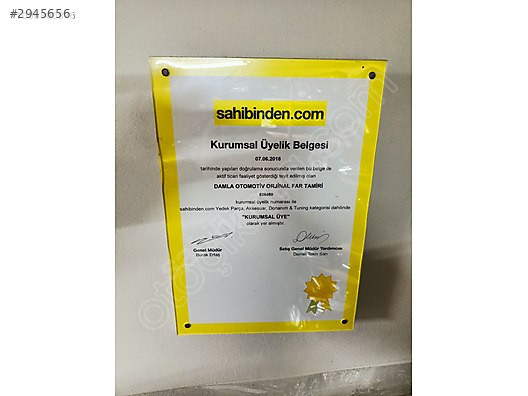 #2945656
sahibinden.com
Kurumsal Üyelik Belgesi
07.06.2018
tarihinde yapılan doğrulama sonucunda verilen bu belge ile
aktif ticari faaliyet gösterdiği teyit edilmiş olan
DAMLA OTOMOTİV ORJİNAL FAR TAMİRİ
kurumsal üyelik numarası ile
sahibinden.com Yedek Parça, Aksesuar, Donanım & Tuning kategorisi dahilinde
"KURUMSAL ÜYE"
olarak yer almıştır.
Genel Müdür
Burak Ertaş
Satış Genel Müdür Yardımcısı